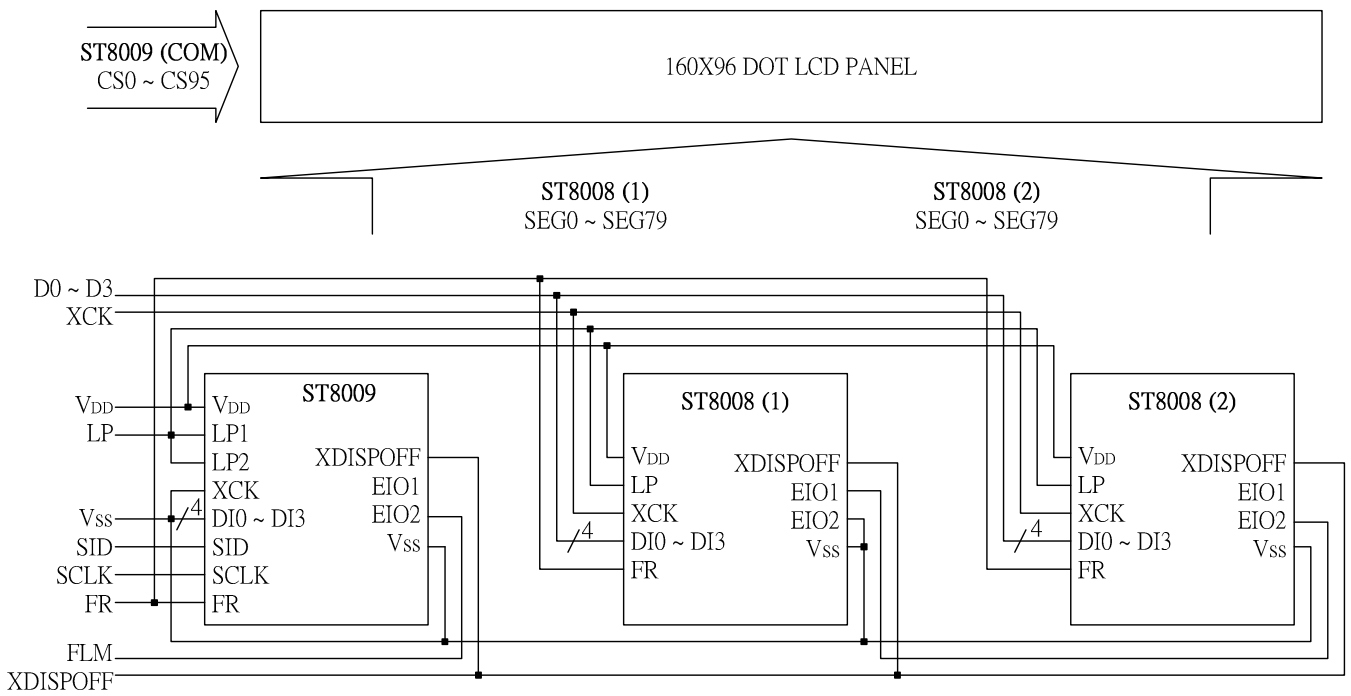 ST8009 (COM)
CS0 ~ CS95
160X96 DOT LCD PANEL
ST8008 (1)
SEG0 ~ SEG79
ST8008 (2)
SEG0 ~ SEG79
D0 ~ D3
XCK
VDD
LP
Vss
SID
SCLK
FR
FLM
XDISPOFF
ST8009
VDD
LP1
LP2
XCK
4
DI0 ~ DI3
SID
SCLK
FR
XDISPOFF
EIO1
EIO2
Vss
ST8008 (1)
VDD
LP
XCK
4
DI0 ~ DI3
FR
XDISPOFF
EIO1
EIO2
Vss
ST8008 (2)
VDD
LP
XCK
4
DI0 ~ DI3
FR
XDISPOFF
EIO1
EIO2
Vss